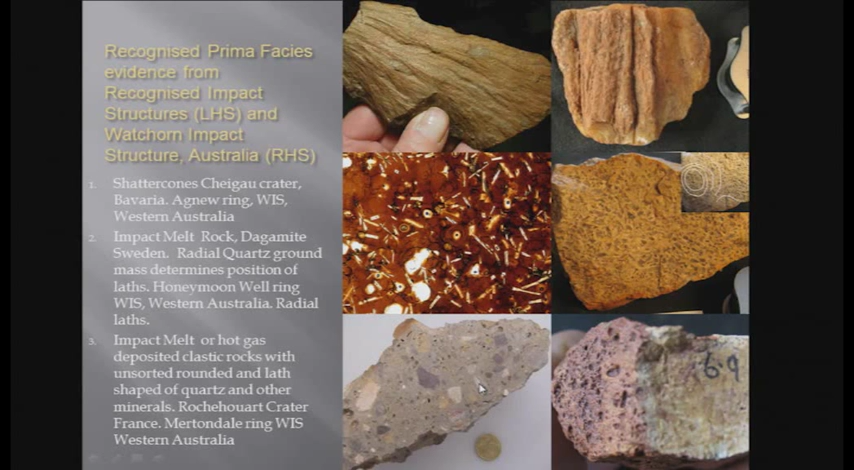 Recognised Prima Facies
evidence from
Recognised Impact
Structures (LHS) and
Watchorn Impact
Structure, Australia (RHS)
1. Shattercones Cheigau crater,
Bavaria. Agnew ring, WIS,
Western Australia
2. Impact Melt Rock, Dagamite
Sweden. Radial Quartz ground
mass determines position of
laths. Honeymoon Well ring
WIS, Western Australia. Radial
laths.
3. Impact Melt or hot gas
deposited clastic rocks with
unsorted rounded and lath
shaped of quartz and other
minerals. Rochehouart Crater
France. Mertondale ring WIS
Western Australia
6.9